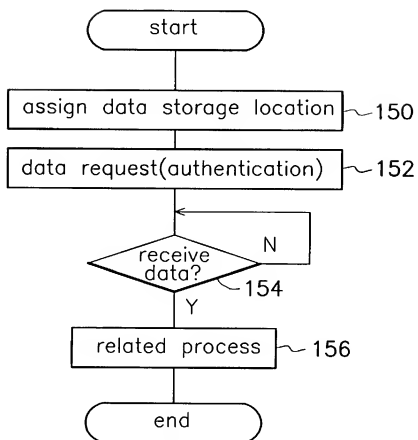 start
assign data storage location 150
data request(authentication) 152
N
receive
data?
154
Y
related process 156
end